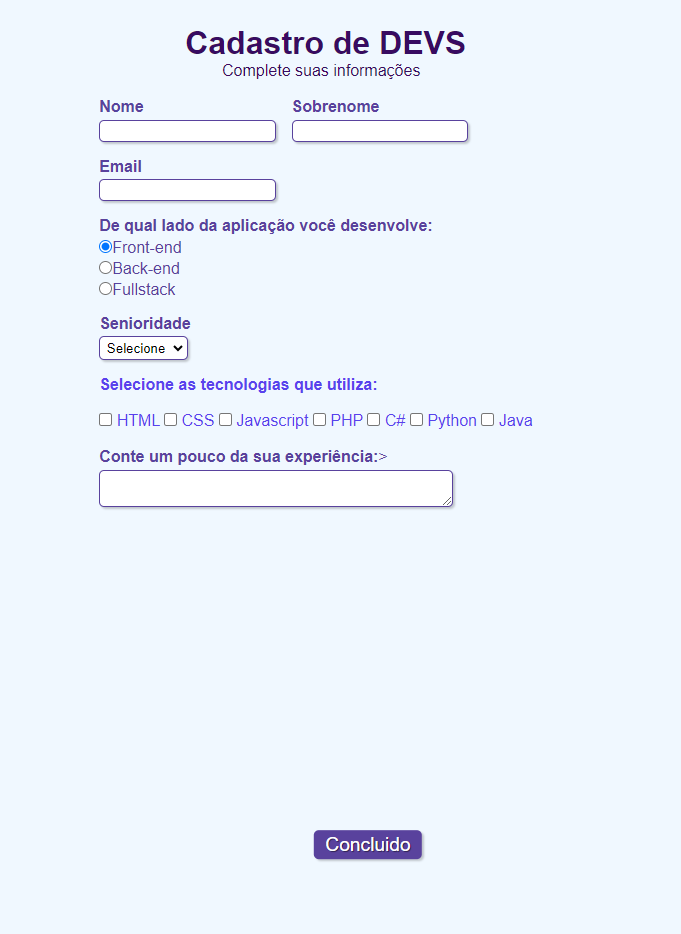 Cadastro de DEVS
Complete suas informações
Nome Sobrenome
Email
De qual lado da aplicação você desenvolve:
Front-end
Back-end
Fullstack
Senioridade
Selecione
Selecione as tecnologias que utiliza:
HTML CSS Javascript PHP C# Python Java
Conte um pouco da sua experiência:>
Concluido